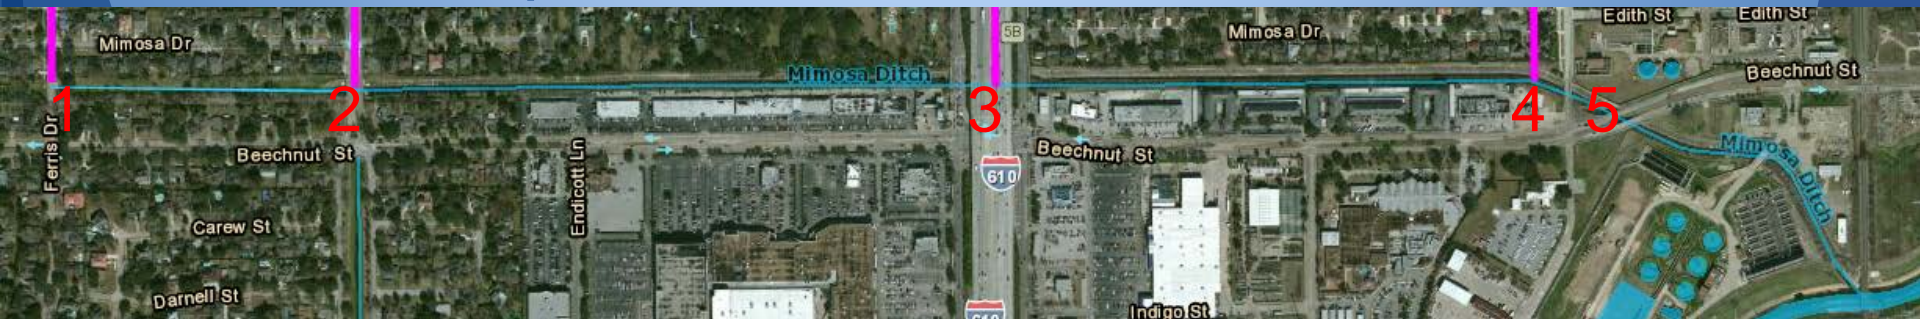 Edith St
Edith St
Mimosa Dr
5B
Mimosa Dr
Mimosa Ditch
Beechnut St
1
2
3
4
5
Ferris Dr
Beechnut St
Endicott Ln
Beechnut St
Mimosa Ditch
610
Carew St
Darnell St
Indigo St
610